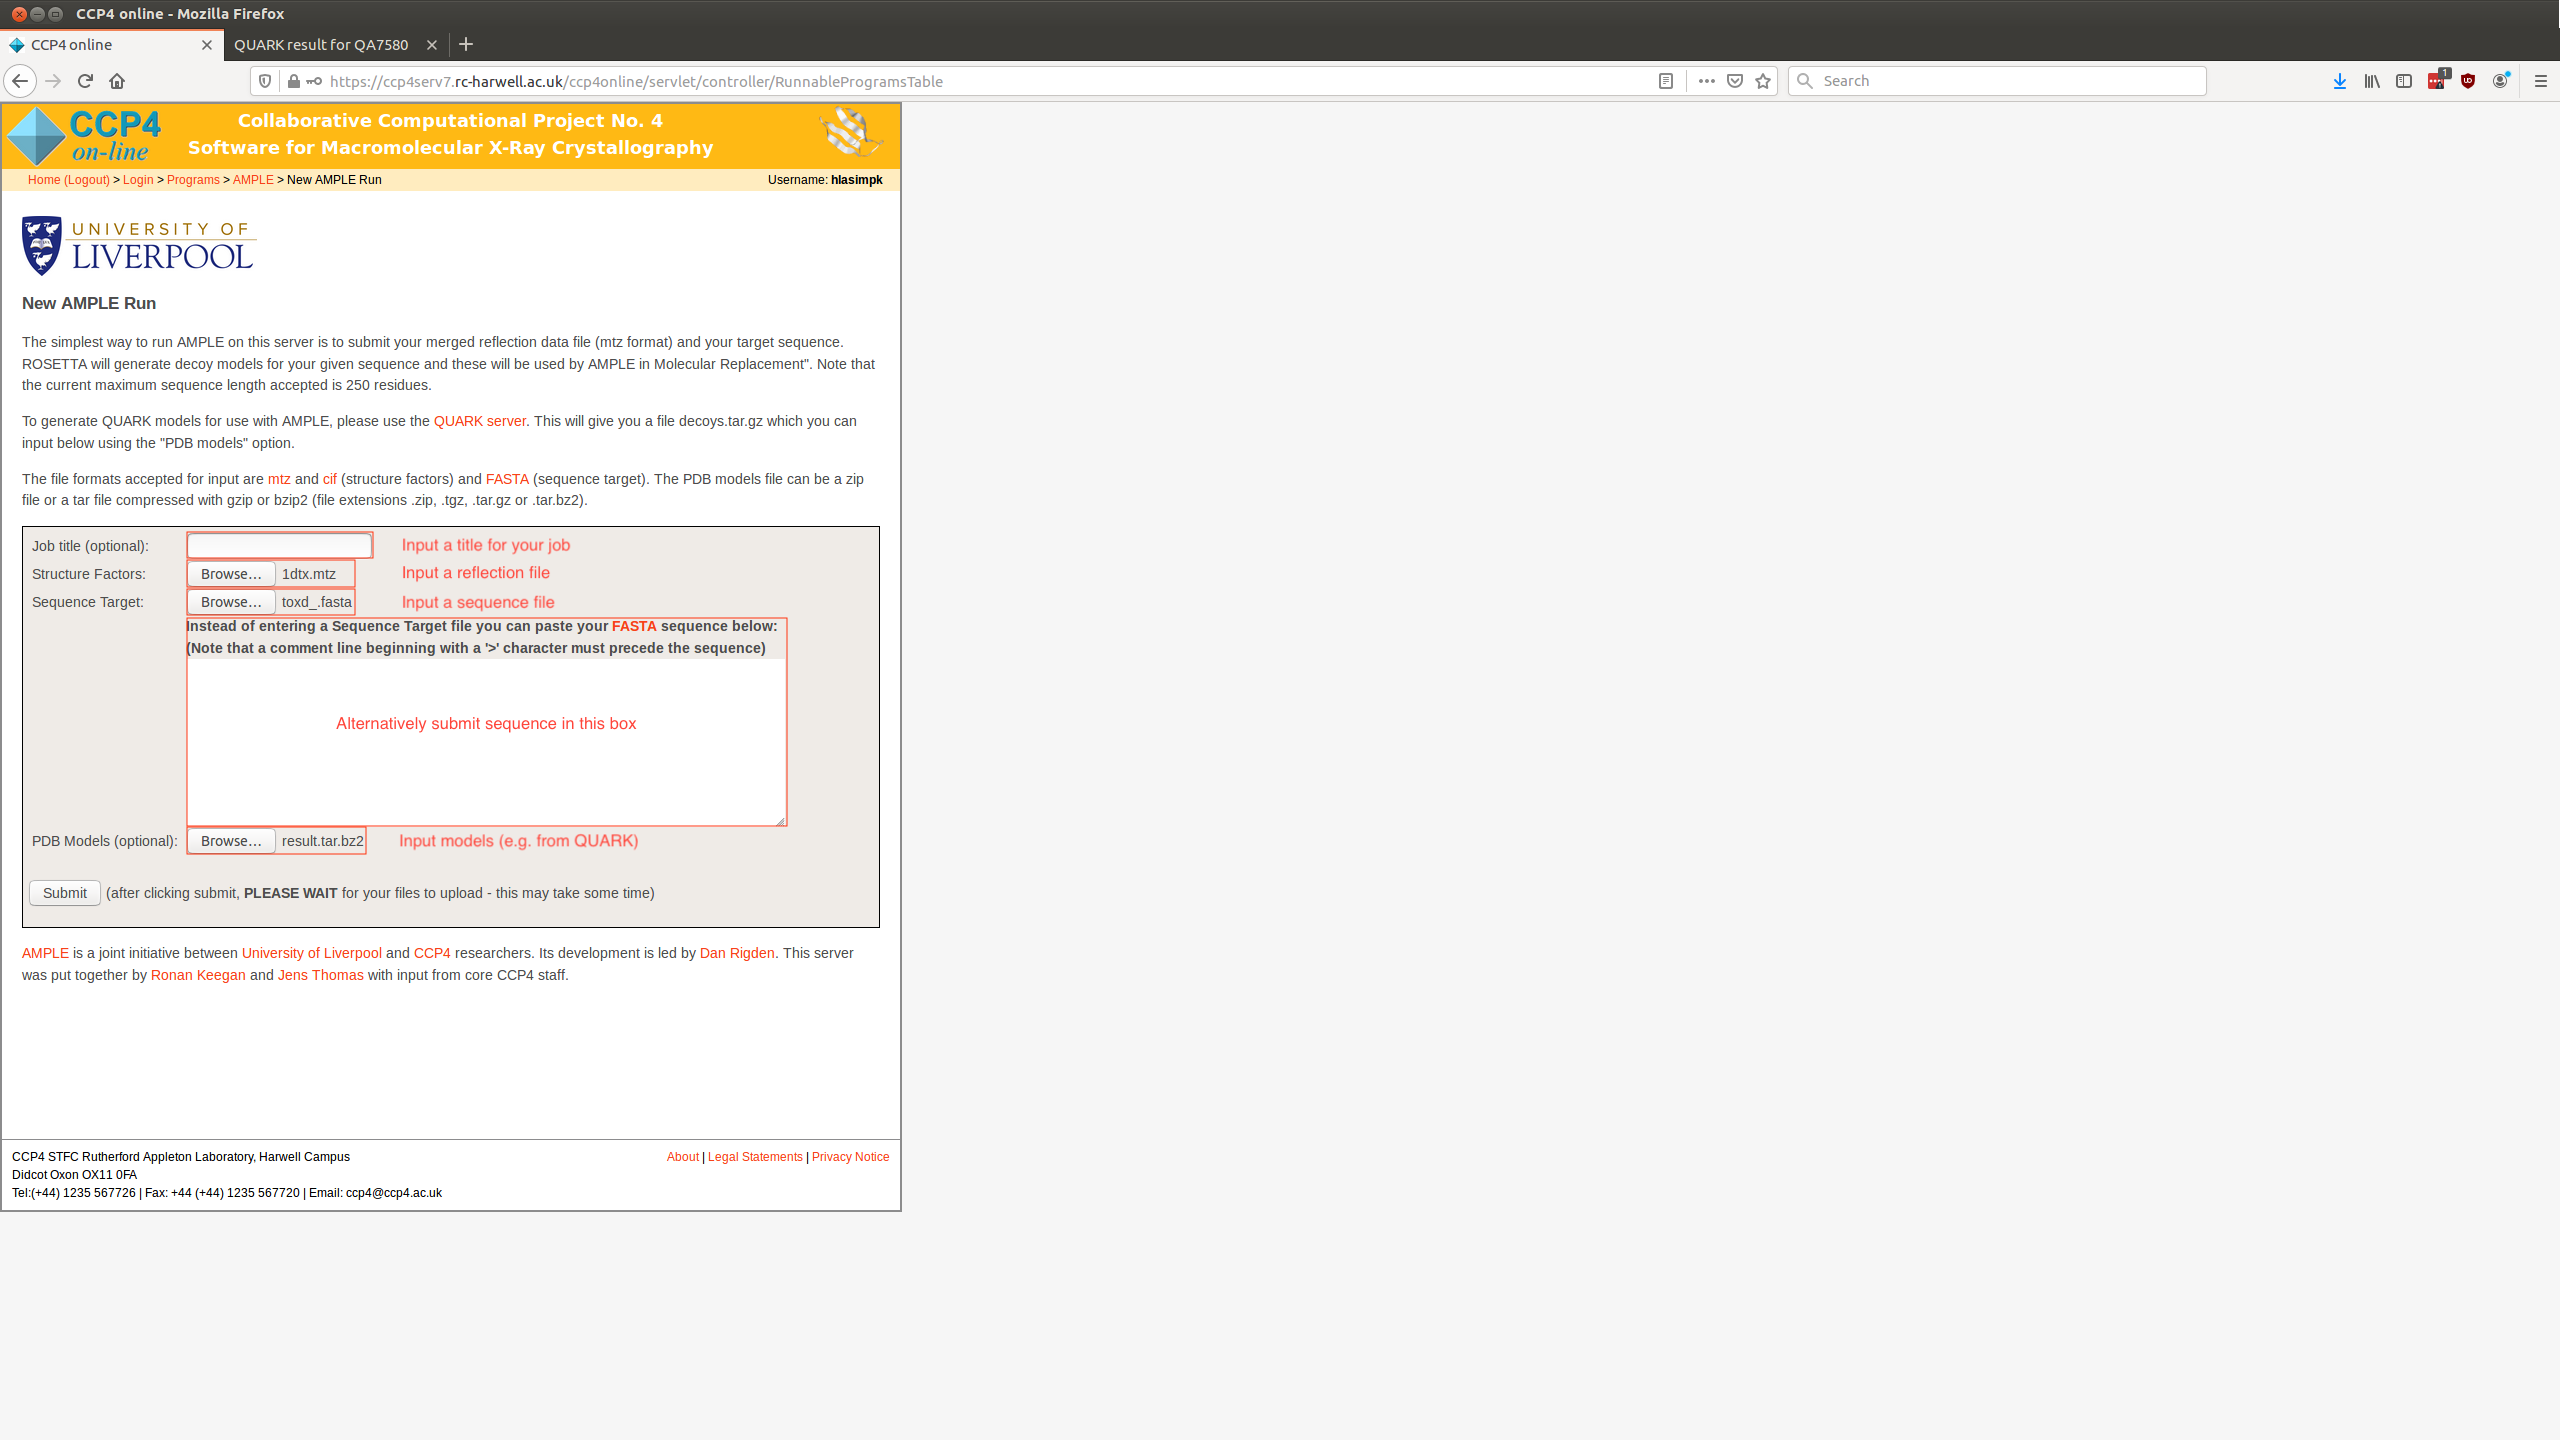 CCP4 online - Mozilla Firefox
CCP4 online
QUARK result for QA7580
https://ccp4serv7.rc-harwell.ac.uk/ccp4online/servlet/controller/RunnableProgramsTable
Search
1
CCP4
on-line
Collaborative Computational Project No. 4
Software for Macromolecular X-Ray Crystallography
Home (Logout) > Login > Programs > AMPLE > New AMPLE Run
Username: hlasimpk
UNIVERSITY OF
LIVERPOOL
New AMPLE Run
The simplest way to run AMPLE on this server is to submit your merged reflection data file (mtz format) and your target sequence.
ROSETTA will generate decoy models for your given sequence and these will be used by AMPLE in Molecular Replacement". Note that
the current maximum sequence length accepted is 250 residues.
To generate QUARK models for use with AMPLE, please use the QUARK server. This will give you a file decoys.tar.gz which you can
input below using the "PDB models" option.
The file formats accepted for input are mtz and cif (structure factors) and FASTA (sequence target). The PDB models file can be a zip
file or a tar file compressed with gzip or bzip2 (file extensions .zip, .tgz, .tar.gz or .tar.bz2).
Job title (optional): Input a title for your job
Structure Factors: Browse... 1dtx.mtz Input a reflection file
Sequence Target: Browse... toxd_.fasta Input a sequence file
Instead of entering a Sequence Target file you can paste your FASTA sequence below:
(Note that a comment line beginning with a '>' character must precede the sequence)
Alternatively submit sequence in this box
PDB Models (optional): Browse... result.tar.bz2 Input models (e.g. from QUARK)
Submit (after clicking submit, PLEASE WAIT for your files to upload - this may take some time)
AMPLE is a joint initiative between University of Liverpool and CCP4 researchers. Its development is led by Dan Rigden. This server
was put together by Ronan Keegan and Jens Thomas with input from core CCP4 staff.
CCP4 STFC Rutherford Appleton Laboratory, Harwell Campus
About | Legal Statements | Privacy Notice
Didcot Oxon OX11 0FA
Tel:(+44) 1235 567726 | Fax: +44 (+44) 1235 567720 | Email: ccp4@ccp4.ac.uk